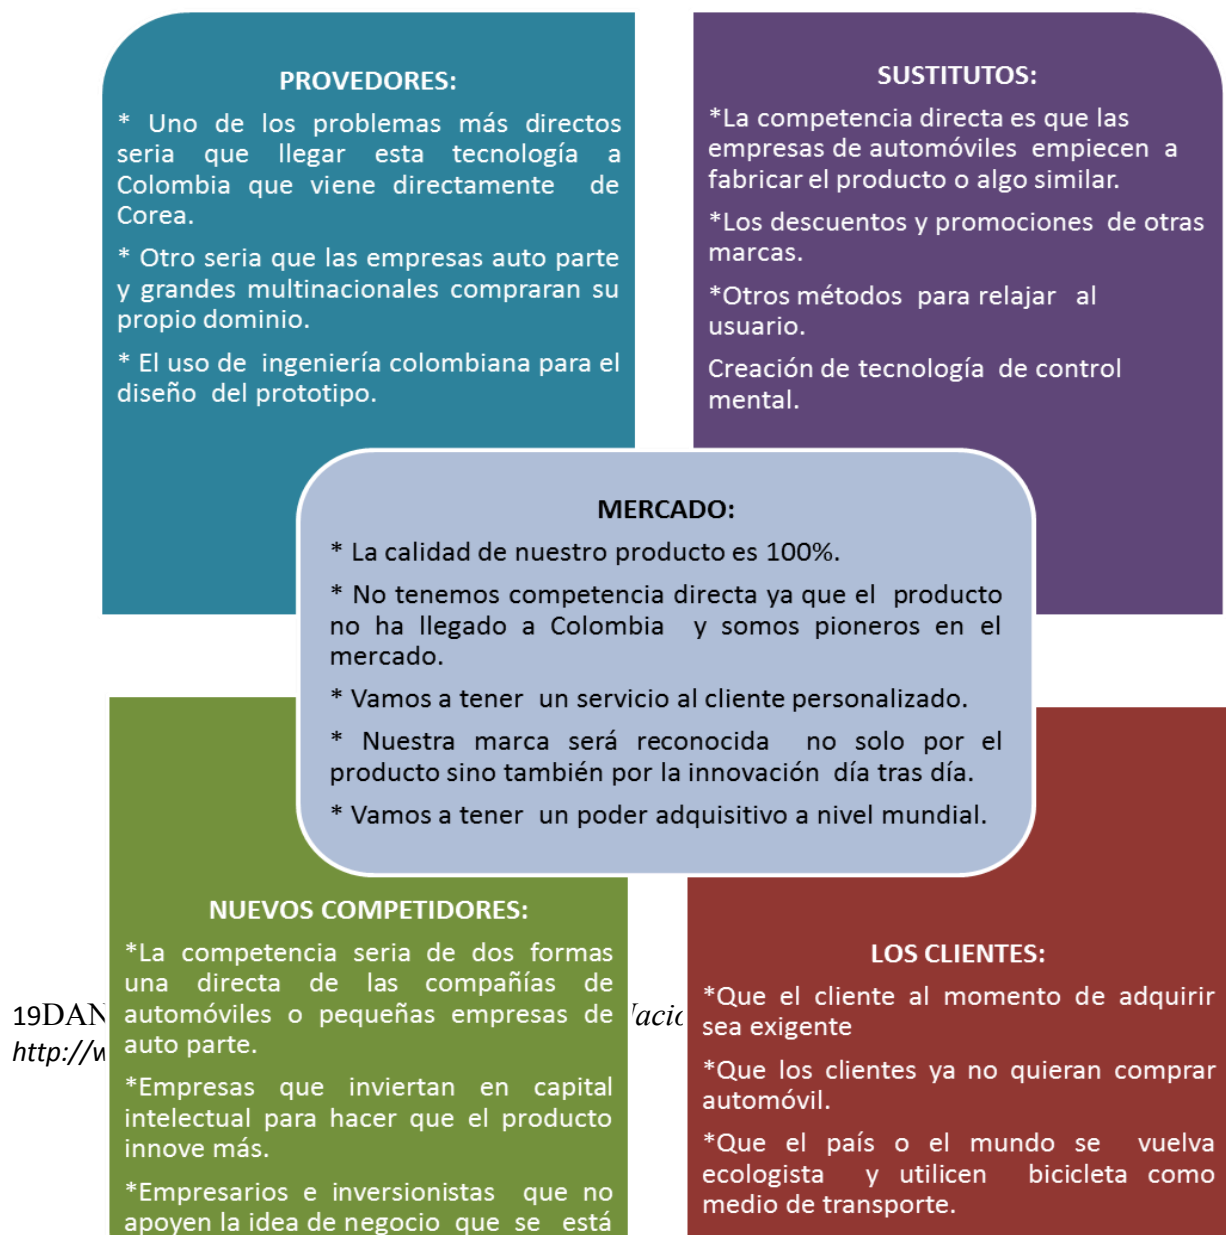 PROVEDORES:
* Uno de los problemas más directos
seria que llegar esta tecnología a
Colombia que viene directamente de
Corea.
* Otro seria que las empresas auto parte
y grandes multinacionales compraran su
propio dominio.
* El uso de ingeniería colombiana para el
diseño del prototipo.
SUSTITUTOS:
*La competencia directa es que las
empresas de automóviles empiecen a
fabricar el producto o algo similar.
*Los descuentos y promociones de otras
marcas.
*Otros métodos para relajar al
usuario.
Creación de tecnología de control
mental.
MERCADO:
* La calidad de nuestro producto es 100%.
* No tenemos competencia directa ya que el producto
no ha llegado a Colombia y somos pioneros en el
mercado.
* Vamos a tener un servicio al cliente personalizado.
* Nuestra marca será reconocida no solo por el
producto sino también por la innovación día tras día.
* Vamos a tener un poder adquisitivo a nivel mundial.
NUEVOS COMPETIDORES:
*La competencia seria de dos formas
una directa de las compañías de
automóviles o pequeñas empresas de
auto parte.
*Empresas que inviertan en capital
intelectual para hacer que el producto
innove más.
*Empresarios e inversionistas que no
apoyen la idea de negocio que se está
LOS CLIENTES:
*Que el cliente al momento de adquirir
sea exigente
*Que los clientes ya no quieran comprar
automóvil.
*Que el país o el mundo se vuelva
ecologista y utilicen bicicleta como
medio de transporte.
19DAN
http://w